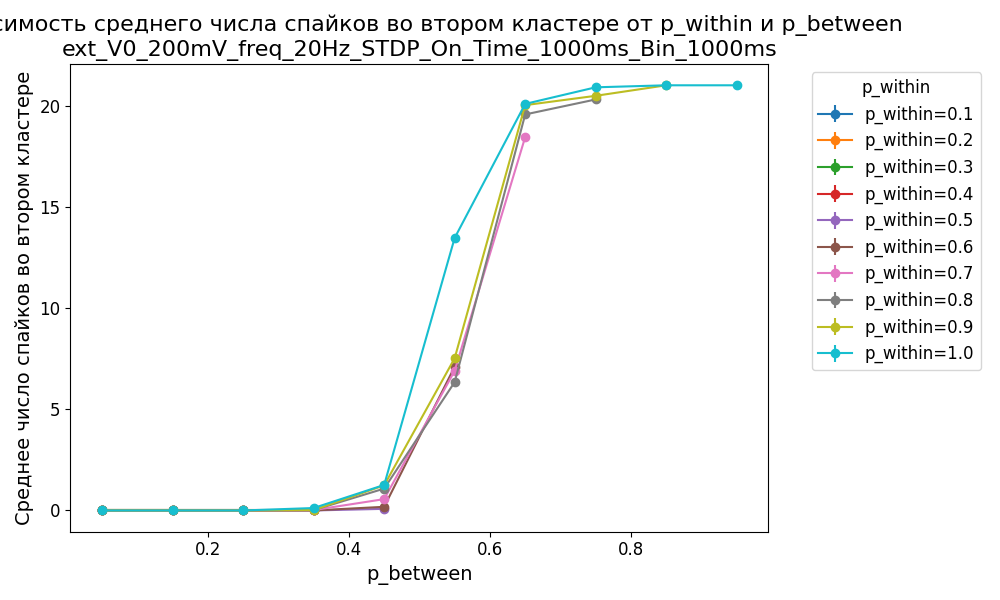 симость среднего числа спайков во втором кластере от p_within и p_between
ext_V0_200mV_freq_20Hz_STDP_On_Time_1000ms_Bin_1000ms
Среднее число спайков во втором кластере
20
15
10
5
0
0.2
0.4
0.6
0.8
p_between
p_within
p_within=0.1
p_within=0.2
p_within=0.3
p_within=0.4
p_within=0.5
p_within=0.6
p_within=0.7
p_within=0.8
p_within=0.9
p_within=1.0